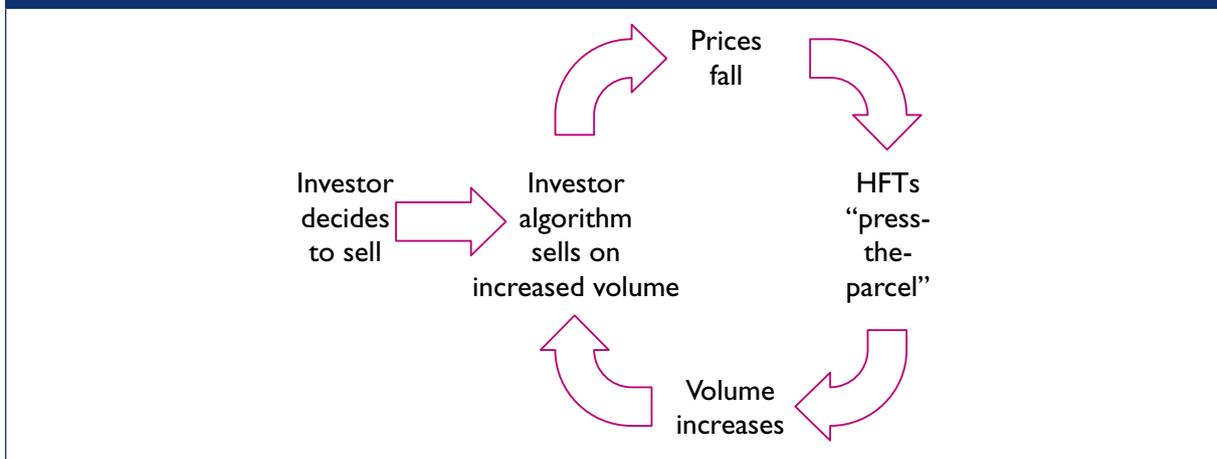 Prices
fall
Investor
decides
to sell
Investor
algorithm
sells on
increased volume
HFTs
“press-
the-
parcel”
Volume
increases